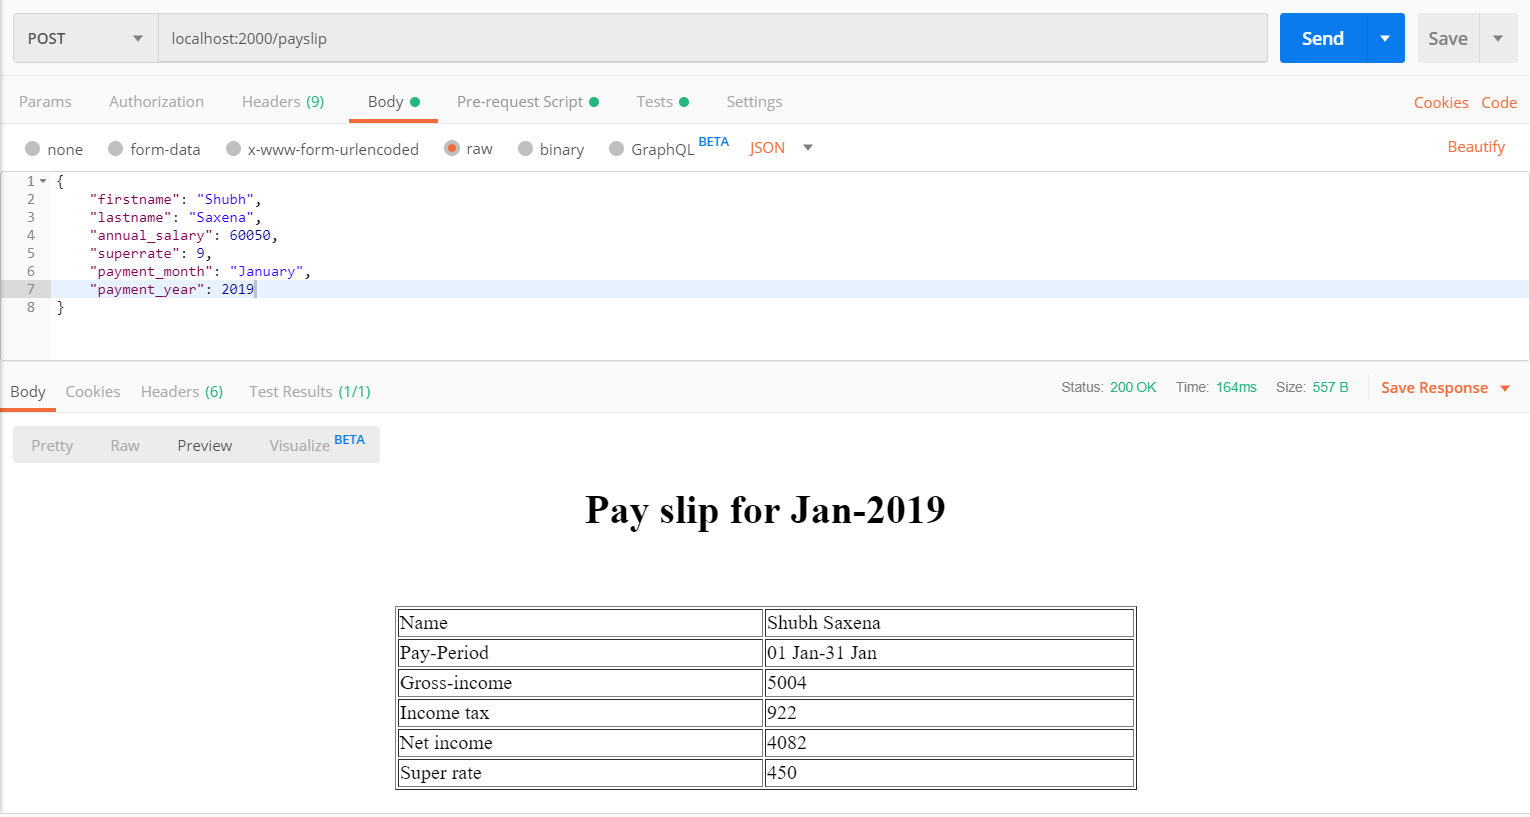 POST localhost:2000/payslip Send Save
Params Authorization Headers (9) Body Pre-request Script Tests Settings Cookies Code
none form-data x-www-form-urlencoded raw binary GraphQL BETA JSON Beautify
1 {
2 "firstname": "Shubh",
3 "lastname": "Saxena",
4 "annual_salary": 60050,
5 "superrate": 9,
6 "payment_month": "January",
7 "payment_year": 2019
8 }
Body Cookies Headers (6) Test Results (1/1) Status: 200 OK Time: 164ms Size: 557 B Save Response
Pretty Raw Preview Visualize BETA
Pay slip for Jan-2019
Name Shubh Saxena
Pay-Period 01 Jan-31 Jan
Gross-income 5004
Income tax 922
Net income 4082
Super rate 450